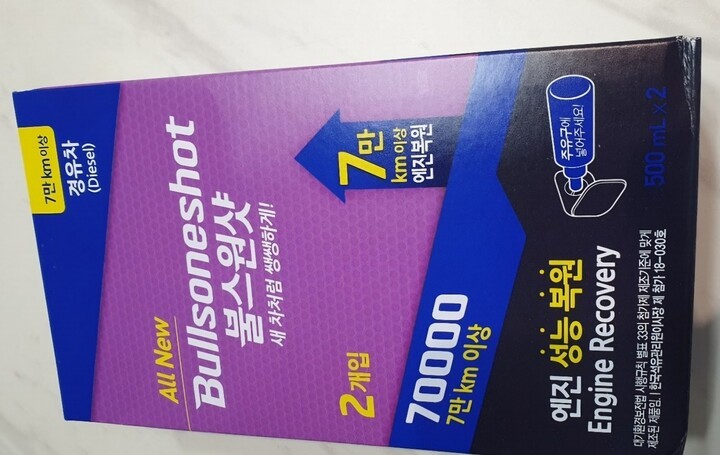 7만 km 이상
경유차
(Diesel)
All New
Bullsoneshot
불스원샷
새 차처럼 쌩쌩하게!
7만
km 이상
엔진복원
2개입
70000
7만 km 이상
주유구에
넣어주세요!
500 mL × 2
엔진 성능 복원
Engine Recovery
대기환경보전법 시행규칙 별표 33의 첨가제 제조기준에 맞게
제조된 제품임. | 한국석유관리원이사장 제 첨가 18-030호